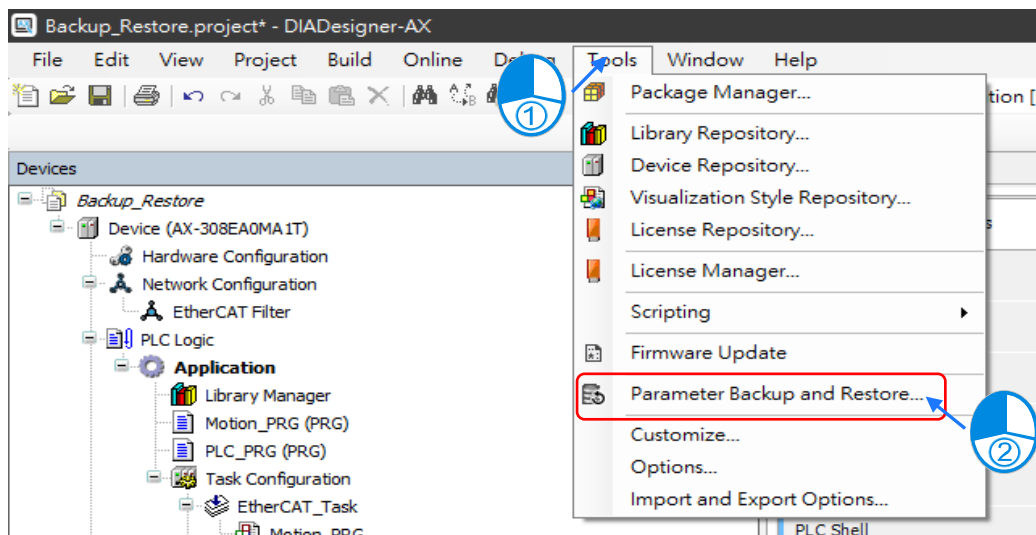 Backup_Restore.project* - DIADesigner-AX
File Edit View Project Build Online Tools Window Help
①
tion [
Package Manager...
Library Repository...
Device Repository...
Visualization Style Repository...
License Repository...
License Manager...
Scripting
Firmware Update
Parameter Backup and Restore...
②
Customize...
Options...
Import and Export Options...
Devices
Backup_Restore
Device (AX-308EA0MA1T)
Hardware Configuration
Network Configuration
EtherCAT Filter
PLC Logic
Application
Library Manager
Motion_PRG (PRG)
PLC_PRG (PRG)
Task Configuration
EtherCAT_Task
Motion_PRG
s
PLC Shell